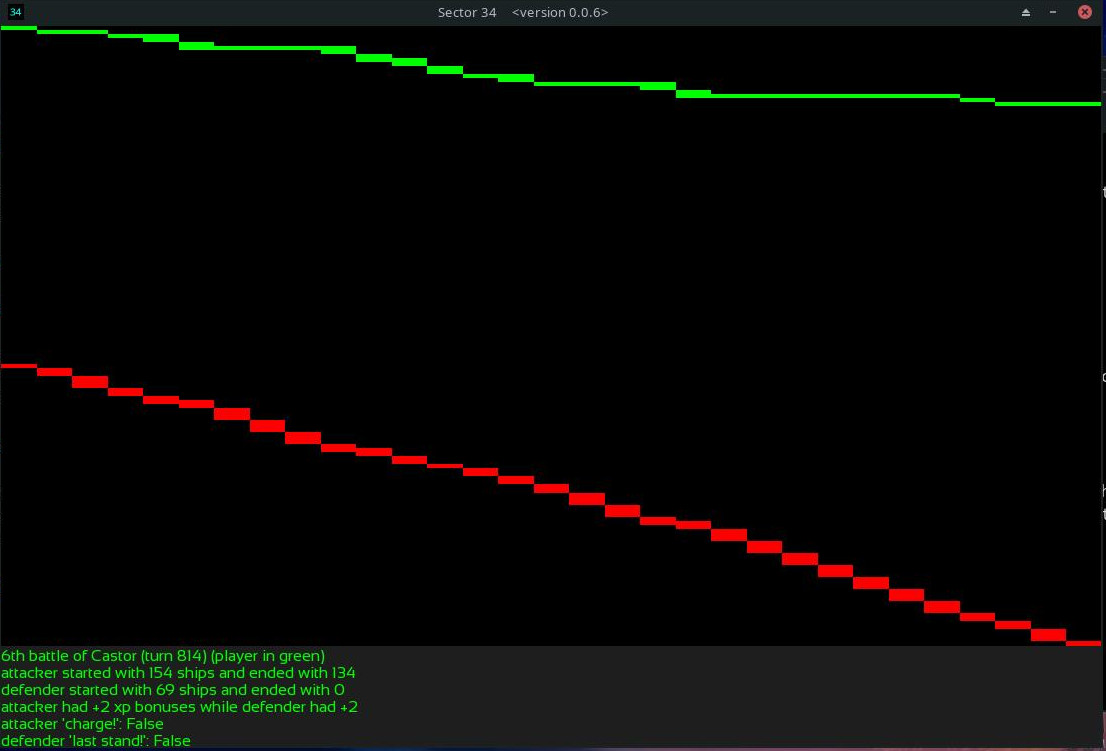 34
Sector 34 <version 0.0.6>
6th battle of Castor (turn 814) (player in green)
attacker started with 154 ships and ended with 134
defender started with 69 ships and ended with 0
attacker had +2 xp bonuses while defender had +2
attacker 'charge!': False
defender 'last stand!': False